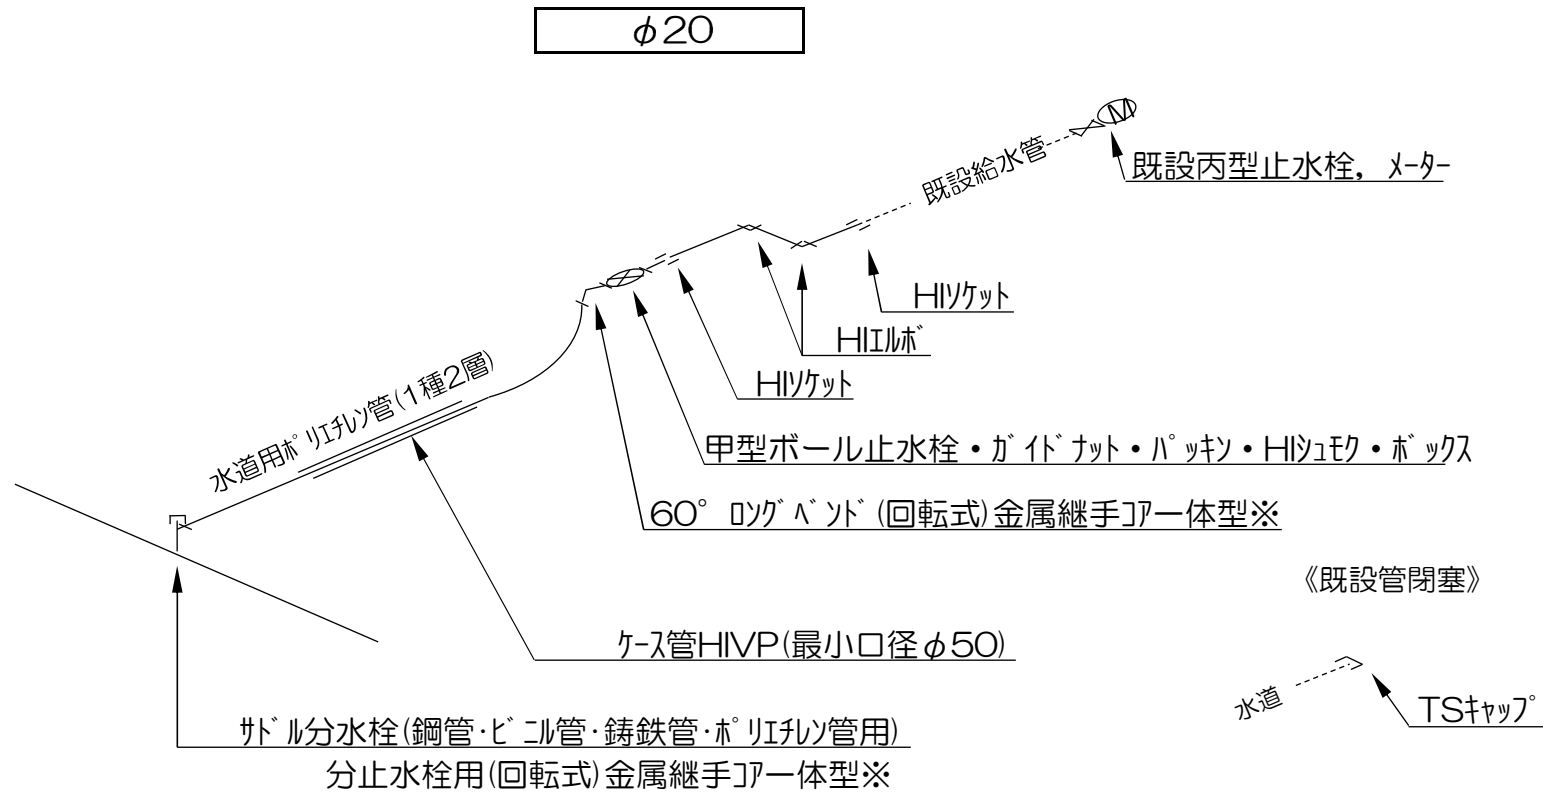 φ20
M
既設給水管
既設丙型止水栓，ﾒｰﾀｰ
HIｿｹｯﾄ
HIｴﾙﾎﾞ
HIｿｹｯﾄ
水道用ﾎﾟﾘｴﾁﾚﾝ管(1種2層)
甲型ボール止水栓・ｶﾞｲﾄﾞﾅｯﾄ・ﾊﾟｯｷﾝ・HIｼｭﾓｸ・ﾎﾞｯｸｽ
60°ﾛﾝｸﾞﾍﾞﾝﾄﾞ(回転式)金属継手ｺｱ一体型※
《既設管閉塞》
ｹｰｽ管HIVP(最小口径φ50)
水道
TSｷｬｯﾌﾟ
ｻﾄﾞﾙ分水栓(鋼管･ﾋﾞﾆﾙ管･鋳鉄管･ﾎﾟﾘｴﾁﾚﾝ管用)
分止水栓用(回転式)金属継手ｺｱ一体型※